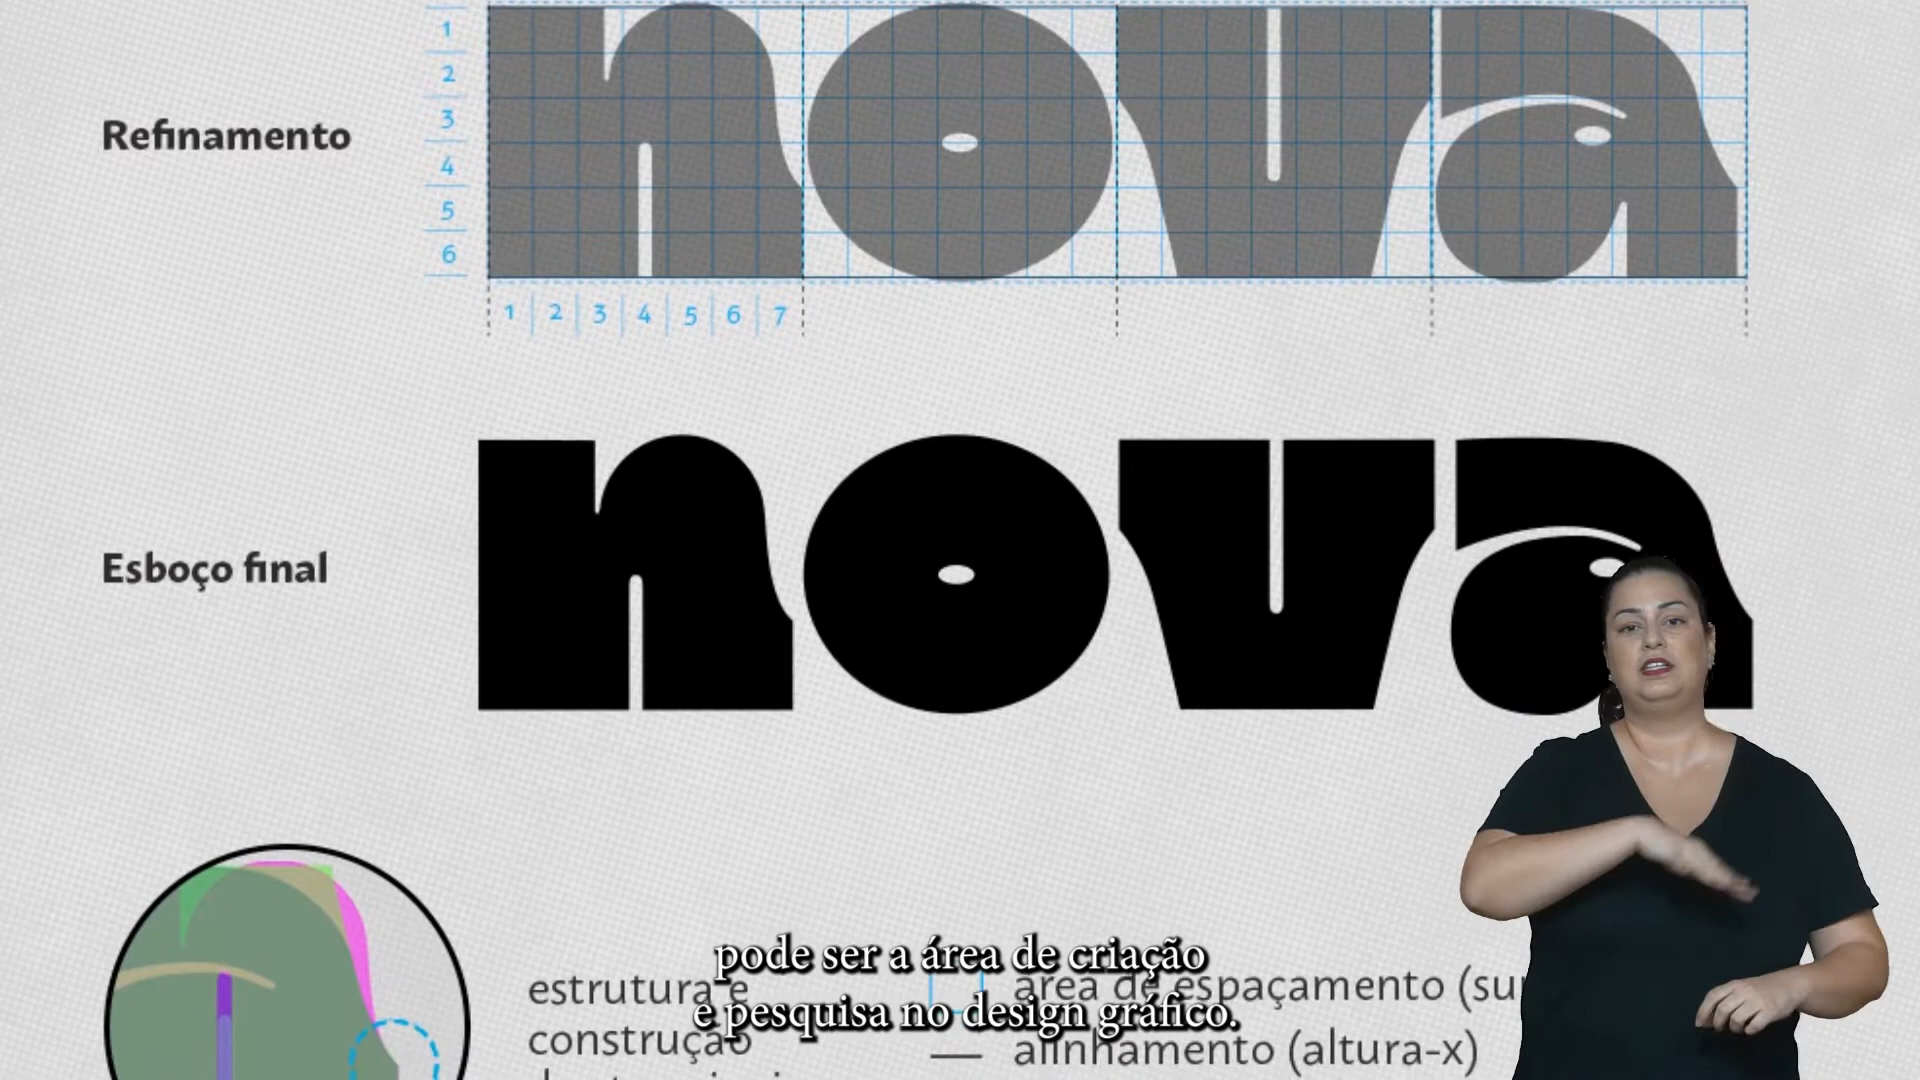 1
2
3
4
5
6
nova
Refinamento
1 2 3 4 5 6 7
Esboço final
nova
pode ser a área de criação
e pesquisa no design gráfico.
estrutura e
construção
área de espaçamento (su
alinhamento (altura-x)